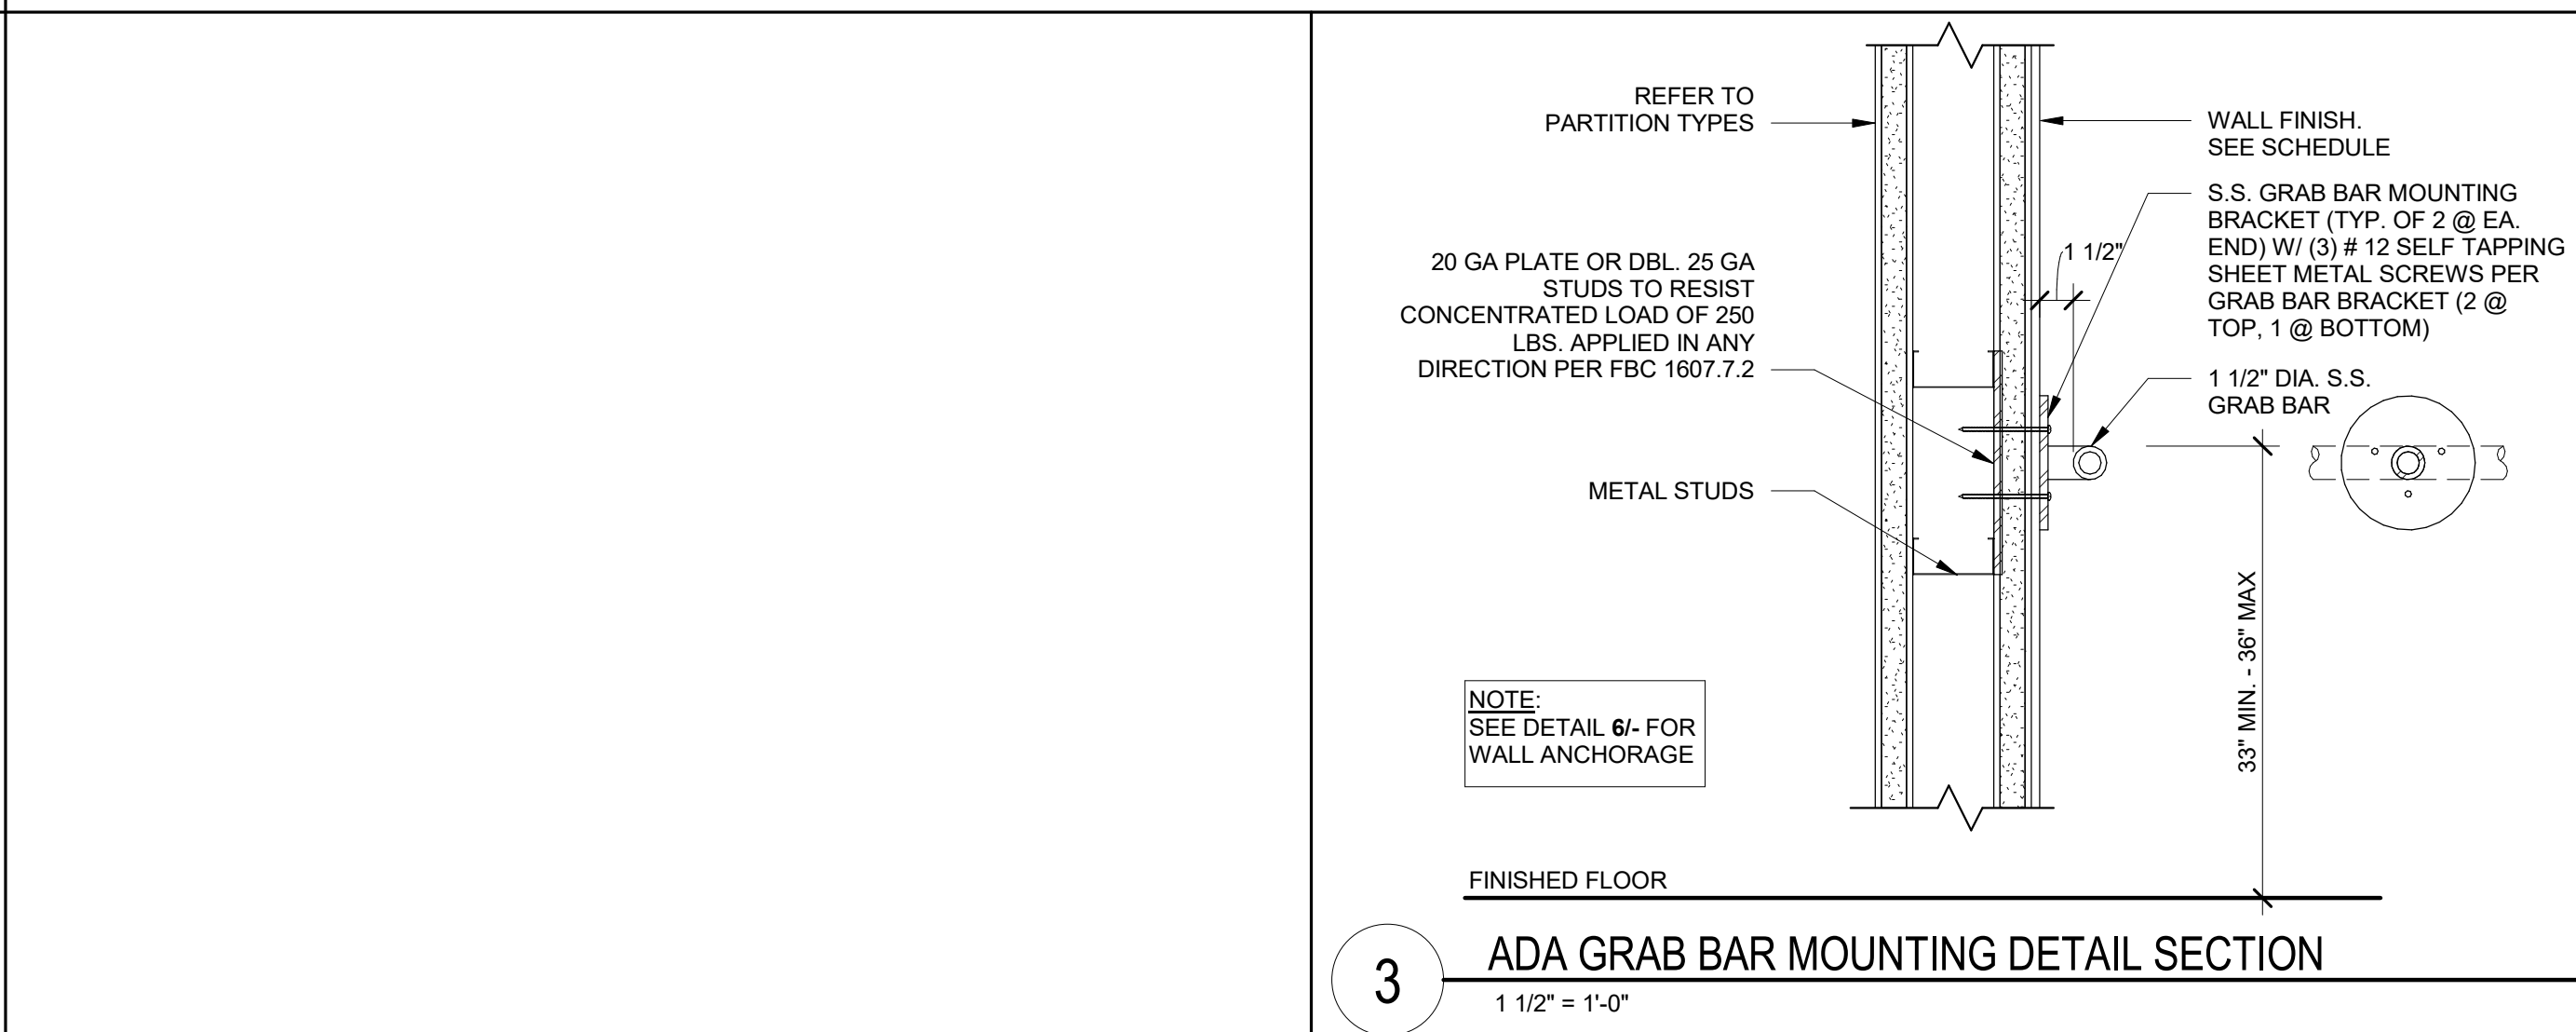 REFER TO
PARTITION TYPES
20 GA PLATE OR DBL. 25 GA
STUDS TO RESIST
CONCENTRATED LOAD OF 250
LBS. APPLIED IN ANY
DIRECTION PER FBC 1607.7.2
METAL STUDS
WALL FINISH.
SEE SCHEDULE
S.S. GRAB BAR MOUNTING
BRACKET (TYP. OF 2 @ EA.
END) W/ (3) # 12 SELF TAPPING
SHEET METAL SCREWS PER
GRAB BAR BRACKET (2 @
TOP, 1 @ BOTTOM)
1 1/2"
1 1/2" DIA. S.S.
GRAB BAR
33" MIN. - 36" MAX
NOTE:
SEE DETAIL 6/- FOR
WALL ANCHORAGE
FINISHED FLOOR
3
ADA GRAB BAR MOUNTING DETAIL SECTION
1 1/2" = 1'-0"